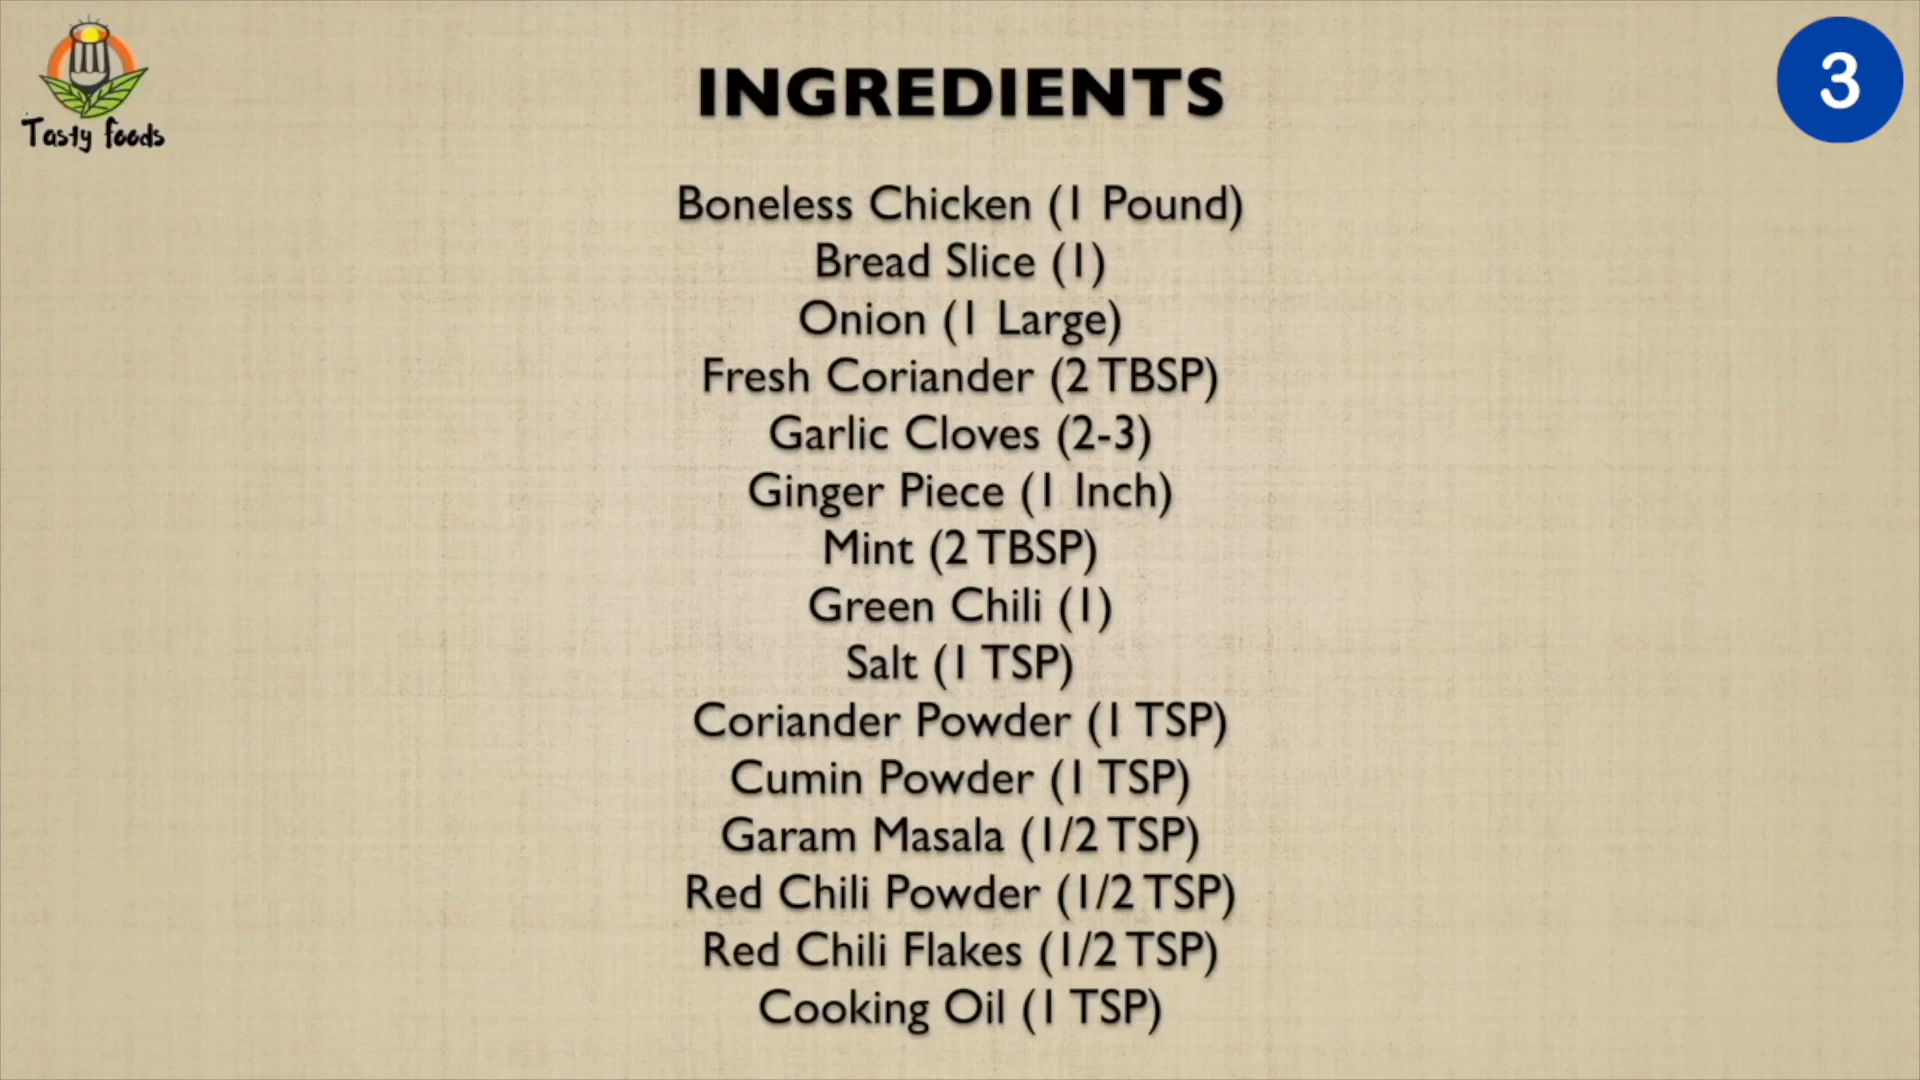 Tasty foods
3
INGREDIENTS
Boneless Chicken (1 Pound)
Bread Slice (1)
Onion (1 Large)
Fresh Coriander (2 TBSP)
Garlic Cloves (2-3)
Ginger Piece (1 Inch)
Mint (2 TBSP)
Green Chili (1)
Salt (1 TSP)
Coriander Powder (1 TSP)
Cumin Powder (1 TSP)
Garam Masala (1/2 TSP)
Red Chili Powder (1/2 TSP)
Red Chili Flakes (1/2 TSP)
Cooking Oil (1 TSP)